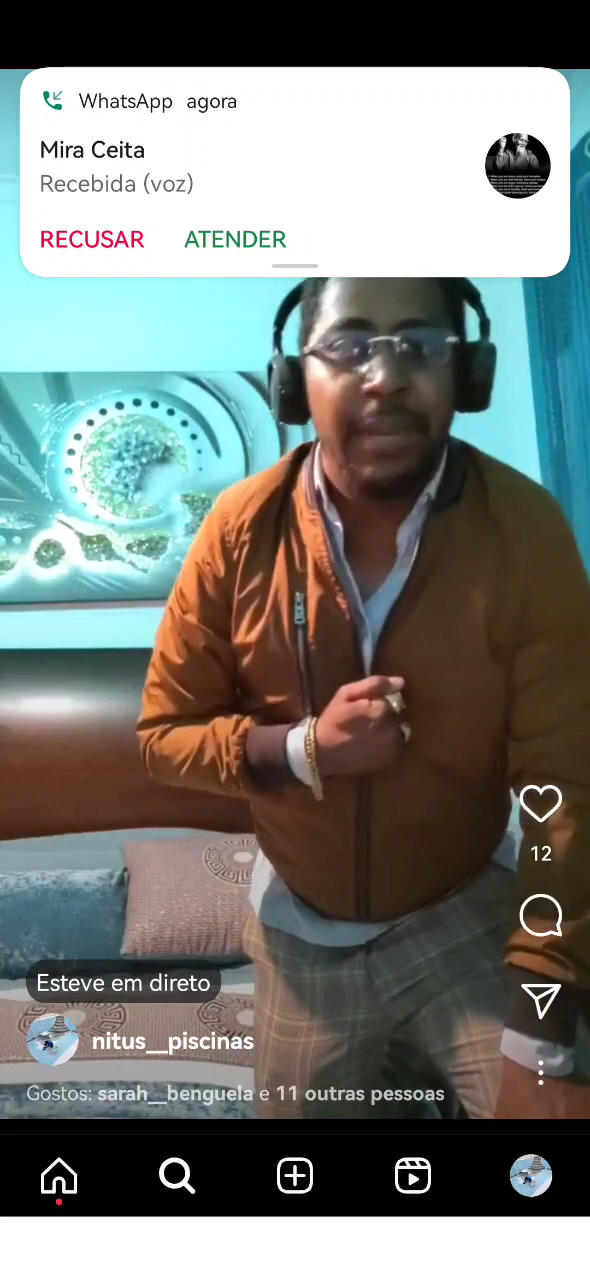 WhatsApp agora
Mira Ceita
Recebida (voz)
RECUSAR ATENDER
12
Esteve em direto
nitus__piscinas
Gostos: sarah__benguela e 11 outras pessoas